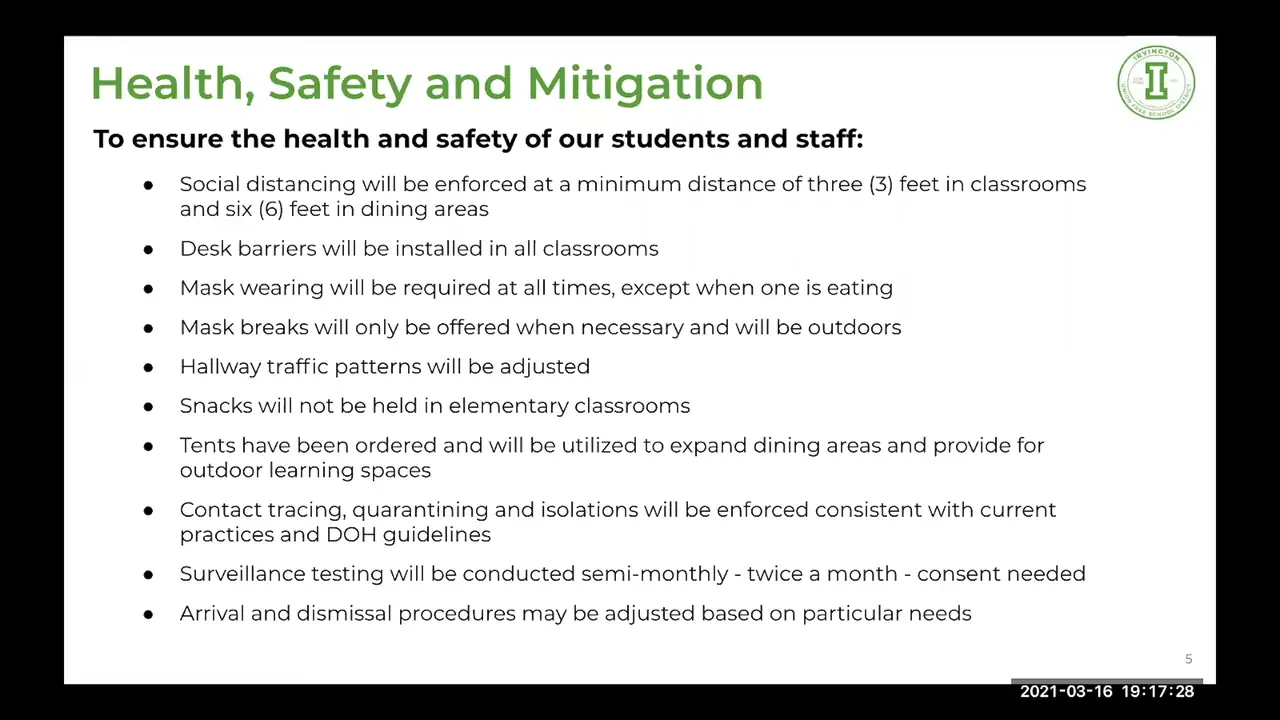 Health, Safety and Mitigation
IRVINGTON
I
UNION FREE SCHOOL DISTRICT
To ensure the health and safety of our students and staff:
● Social distancing will be enforced at a minimum distance of three (3) feet in classrooms
and six (6) feet in dining areas
● Desk barriers will be installed in all classrooms
● Mask wearing will be required at all times, except when one is eating
● Mask breaks will only be offered when necessary and will be outdoors
● Hallway traffic patterns will be adjusted
● Snacks will not be held in elementary classrooms
● Tents have been ordered and will be utilized to expand dining areas and provide for
outdoor learning spaces
● Contact tracing, quarantining and isolations will be enforced consistent with current
practices and DOH guidelines
● Surveillance testing will be conducted semi-monthly - twice a month - consent needed
● Arrival and dismissal procedures may be adjusted based on particular needs
5
2021-03-16 19:17:28